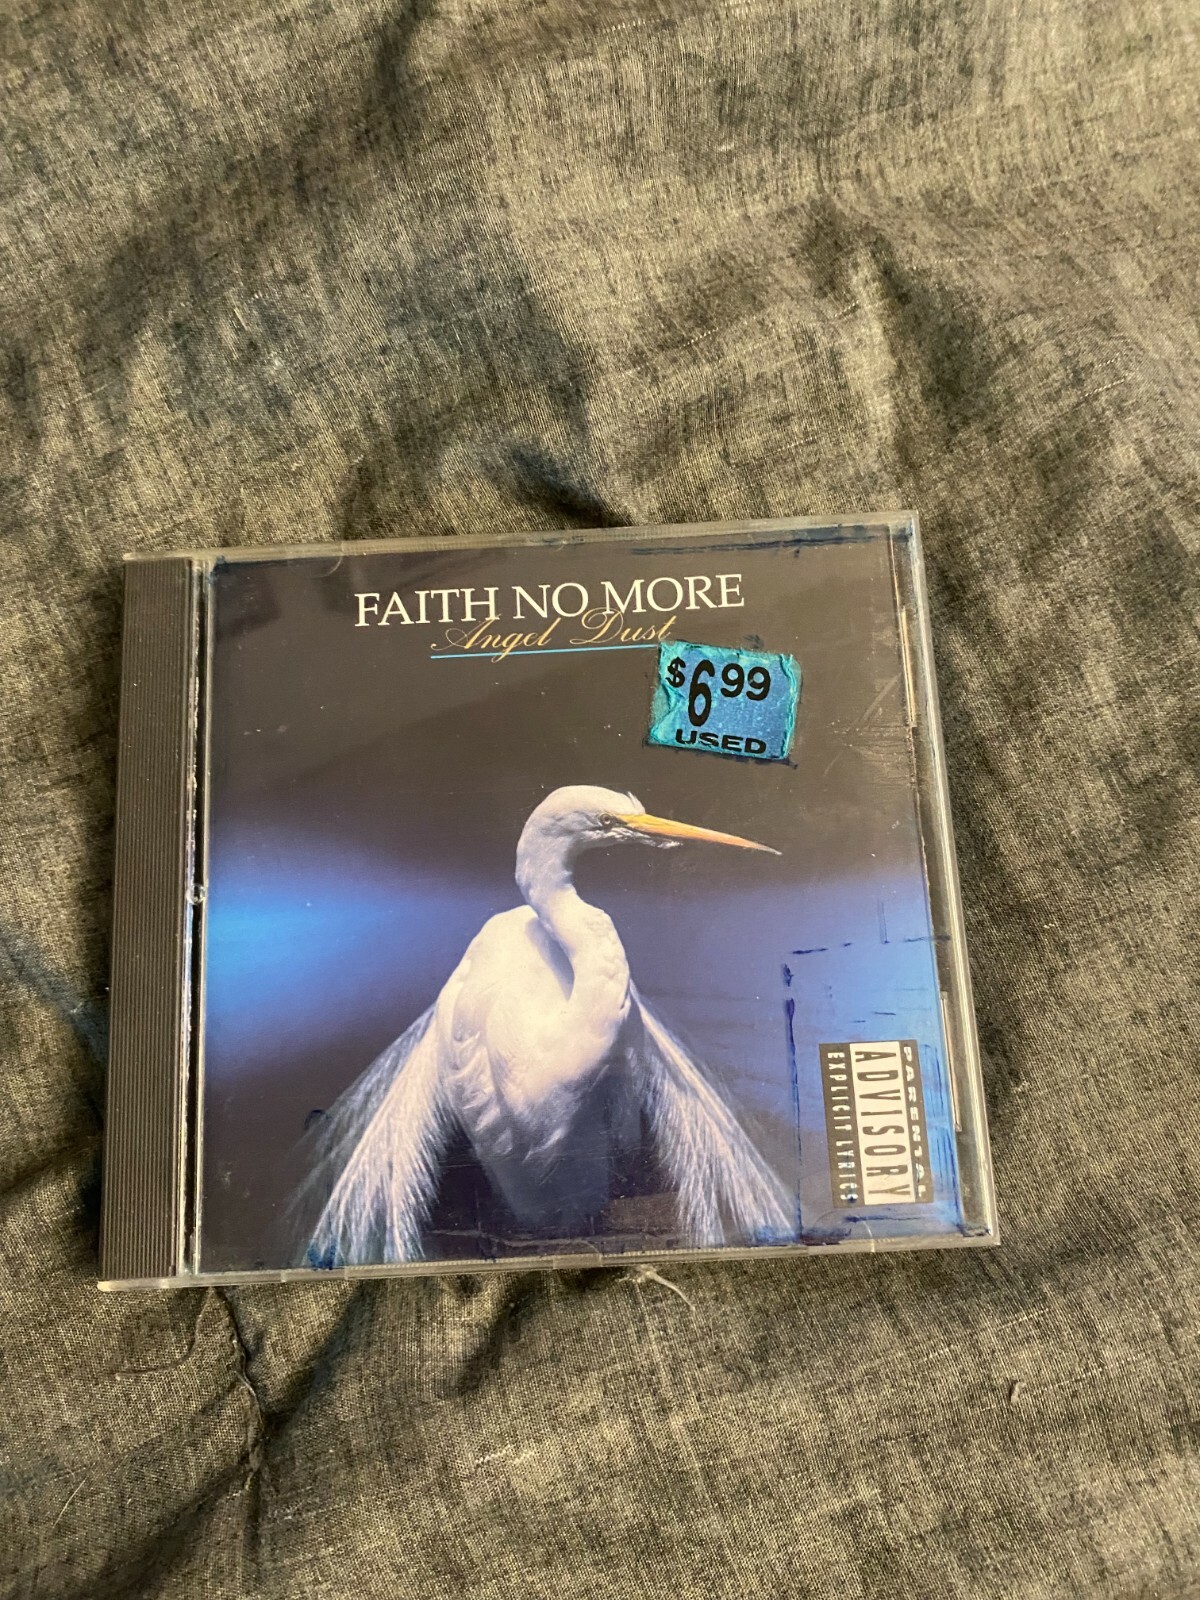 FAITH NO MORE
Angel Dust
$6.99
USED
PARENTAL
ADVISORY
EXPLICIT LYRICS